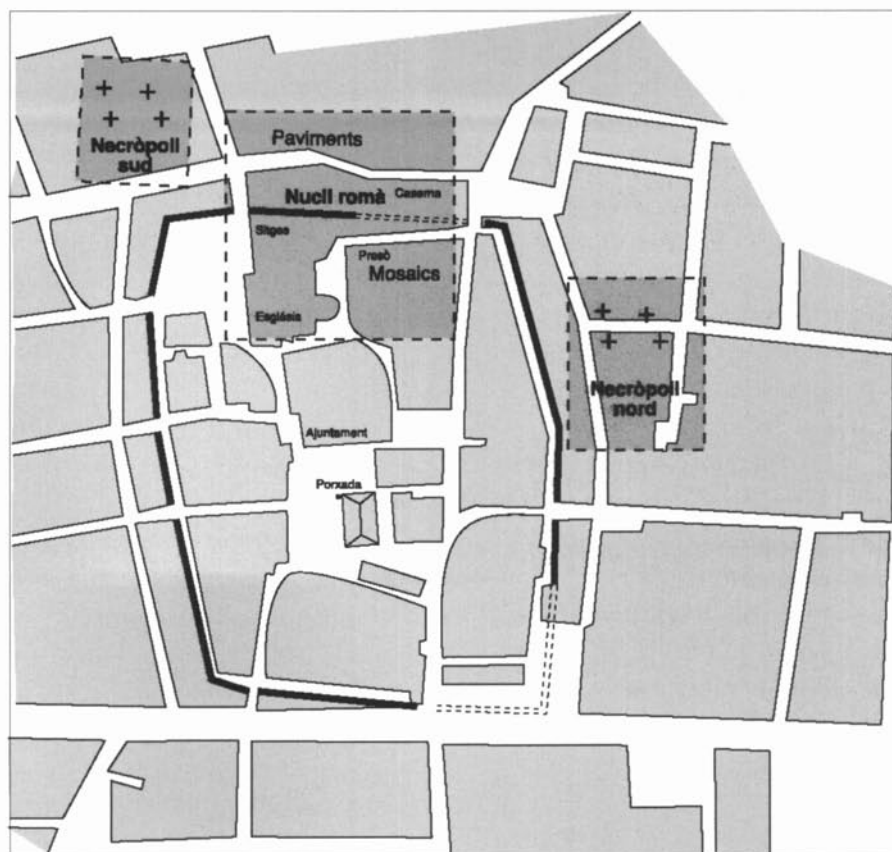 Paviments
Necròpoli
sud
Nucli romà
Caserna
Sitges
Presó
Mosaics
Església
Necròpoli
nord
Ajuntament
Porxada